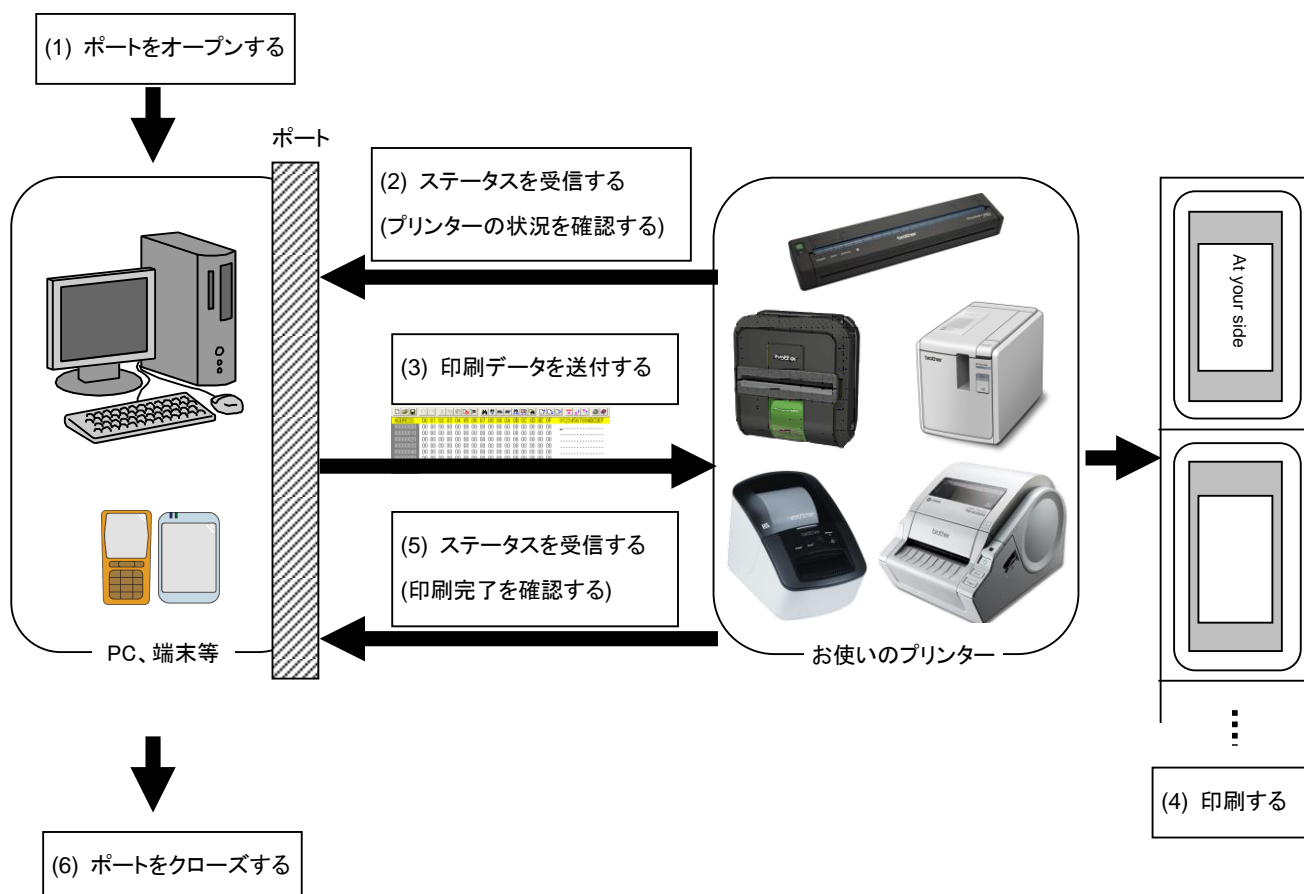 (1) ポートをオープンする
ポート
(2) ステータスを受信する
(プリンターの状況を確認する)
(3) 印刷データを送付する
(5) ステータスを受信する
(印刷完了を確認する)
PC、端末等
brother
brother
brother
brother
お使いのプリンター
At your side
(4) 印刷する
(6) ポートをクローズする